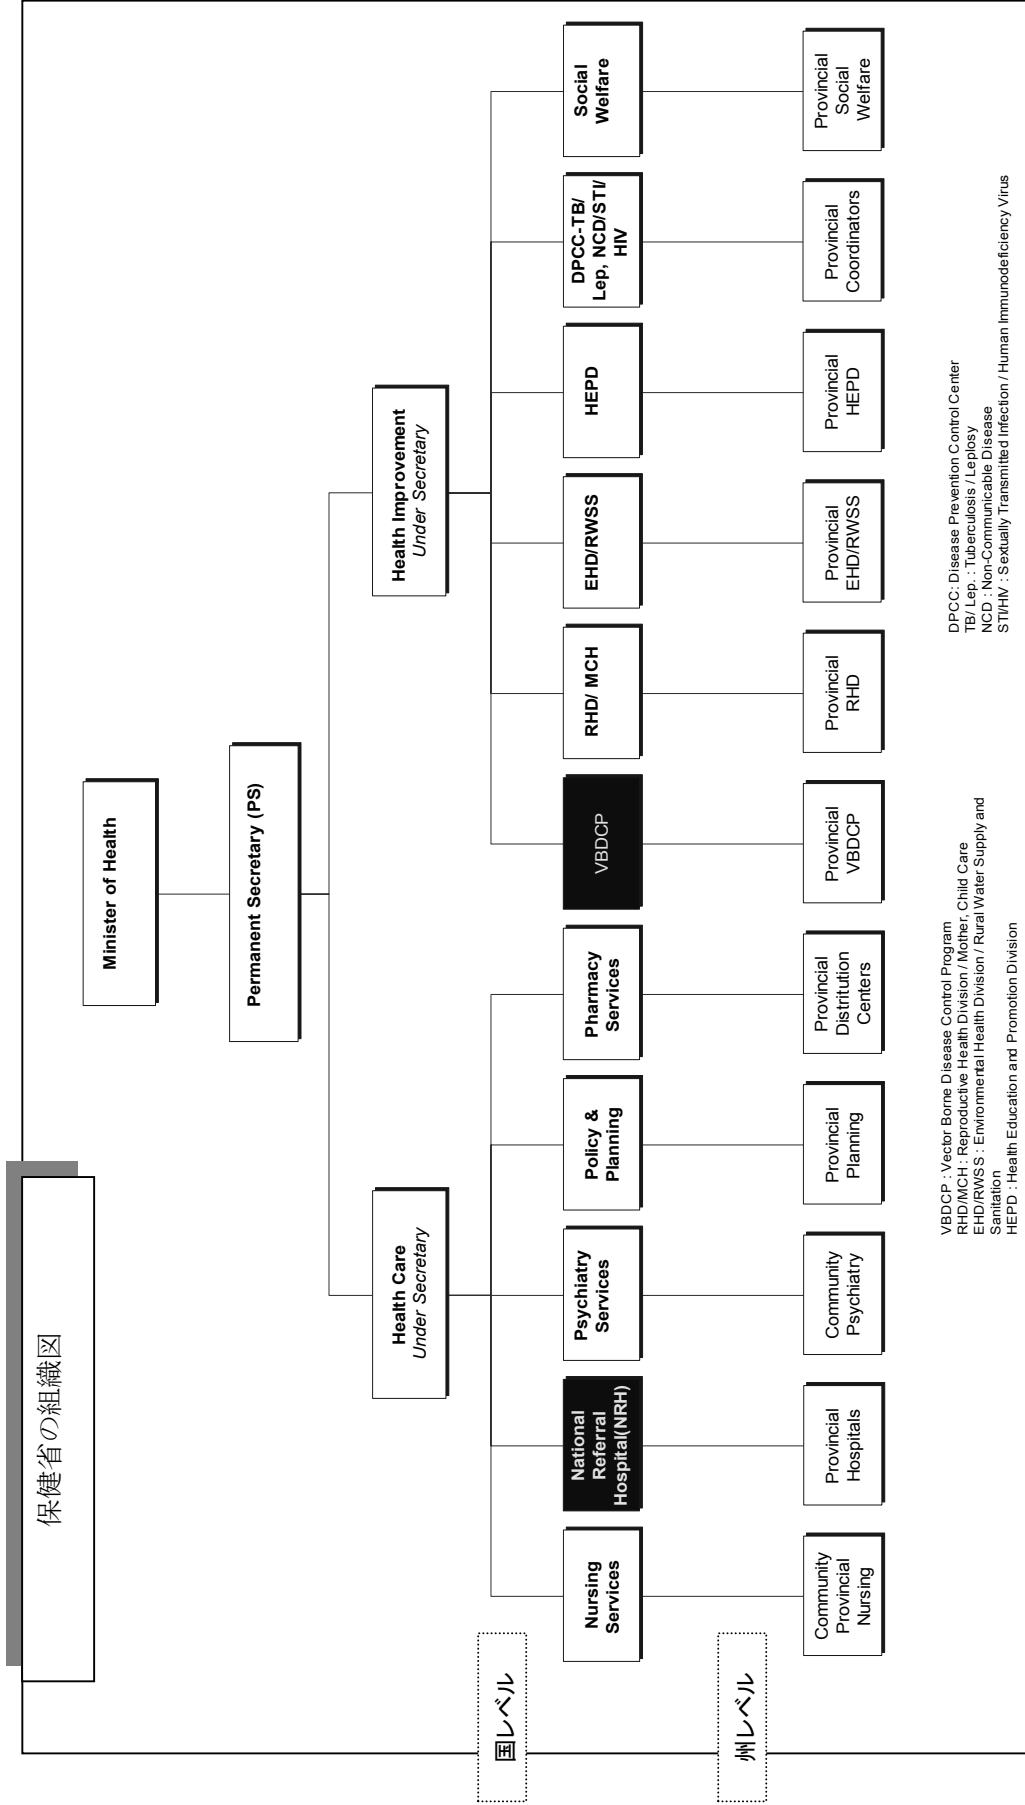 保健省の組織図
Minister of Health
Permanent Secretary (PS)
Health Care
Under Secretary
Health Improvement
Under Secretary
国レベル
Nursing
Services
National
Referral
Hospital(NRH)
Psychiatry
Services
Policy &
Planning
Pharmacy
Services
VBDCP
RHD/ MCH
EHD/RWSS
HEPD
DPCC-TB/
Lep, NCD/STI/
HIV
Social
Welfare
州レベル
Community
Provincial
Nursing
Provincial
Hospitals
Community
Psychiatry
Provincial
Planning
Provincial
Distritution
Centers
Provincial
VBDCP
Provincial
RHD
Provincial
EHD/RWSS
Provincial
HEPD
Provincial
Coordinators
Provincial
Social
Welfare
VBDCP : Vector Borne Disease Control Program
RHD/MCH : Reproductive Health Division / Mother, Child Care
EHD/RWSS : Environmental Health Division / Rural Water Supply and
Sanitation
HEPD : Health Education and Promotion Division
DPCC: Disease Prevention Control Center
TB/ Lep. : Tuberculosis / Leplosy
NCD : Non-Communicable Disease
STI/HIV : Sextually Transmitted Infection / Human Immunodeficiency Virus